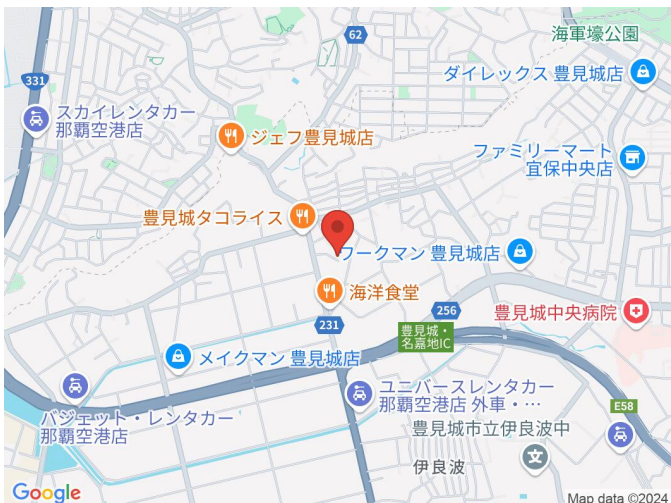 62
海軍壕公園
ダイレックス 豊見城店
331
スカイレンタカー
那覇空港店
ジェフ豊見城店
ファミリーマート
宜保中央店
豊見城タコライス
ワークマン 豊見城店
海洋食堂
256
豊見城中央病院
231
豊見城・
名嘉地IC
メイクマン 豊見城店
ユニバースレンタカー
那覇空港店 外車・…
バジェット・レンタカー
那覇空港店
E58
豊見城市立伊良波中
伊良波
Google
Map data ©2024